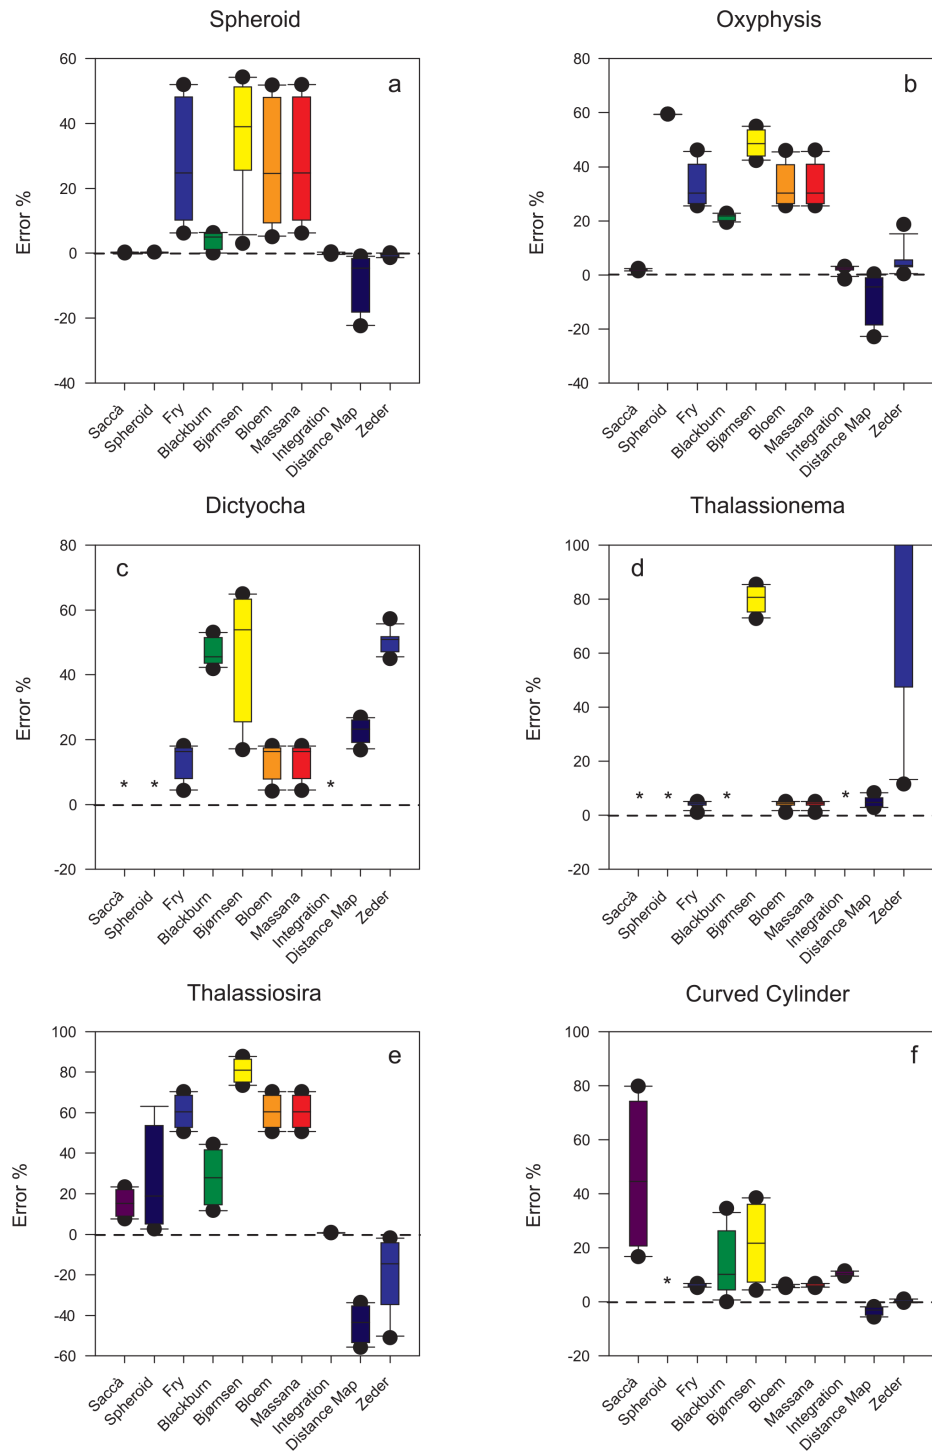 Spheroid
Error %
60
40
20
0
-20
-40
a
Saccà
Spheroid
Fry
Blackburn
Bjørnsen
Bloem
Massana
Integration
Distance Map
Zeder
Oxyphysis
Error %
80
60
40
20
0
-20
-40
b
Saccà
Spheroid
Fry
Blackburn
Bjørnsen
Bloem
Massana
Integration
Distance Map
Zeder
Dictyocha
Error %
80
60
40
20
0
-20
c
* * *
Saccà
Spheroid
Fry
Blackburn
Bjørnsen
Bloem
Massana
Integration
Distance Map
Zeder
Thalassionema
Error %
100
80
60
40
20
0
-20
d
* * * *
Saccà
Spheroid
Fry
Blackburn
Bjørnsen
Bloem
Massana
Integration
Distance Map
Zeder
Thalassiosira
Error %
100
80
60
40
20
0
-20
-40
-60
e
Saccà
Spheroid
Fry
Blackburn
Bjørnsen
Bloem
Massana
Integration
Distance Map
Zeder
Curved Cylinder
Error %
100
80
60
40
20
0
-20
f
*
Saccà
Spheroid
Fry
Blackburn
Bjørnsen
Bloem
Massana
Integration
Distance Map
Zeder